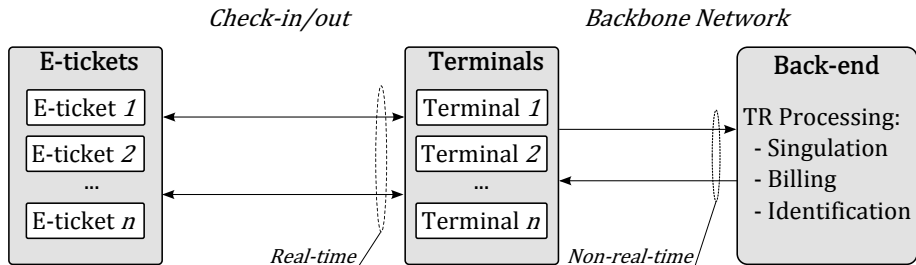 Check-in/out
Backbone Network
E-tickets
E-ticket 1
E-ticket 2
...
E-ticket n
Terminals
Terminal 1
Terminal 2
...
Terminal n
Back-end
TR Processing:
- Singulation
- Billing
- Identification
Real-time
Non-real-time